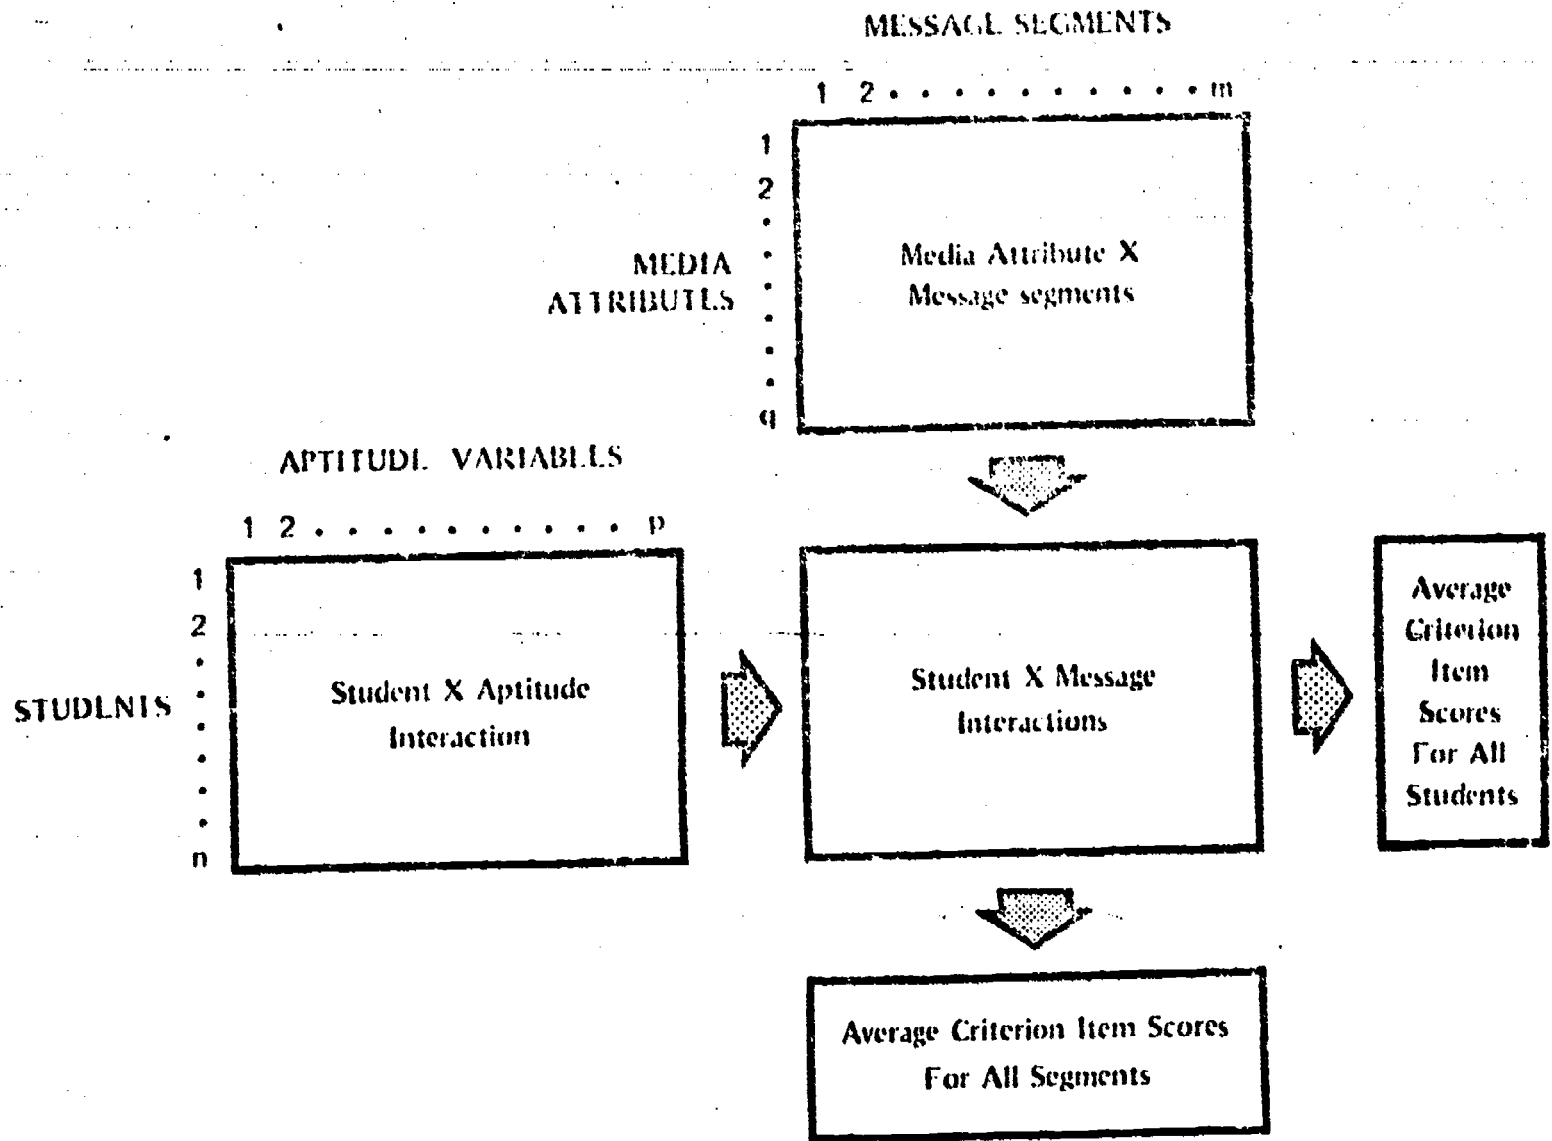 MESSAGE SEGMENTS
1 2 . . . . . . . . . . m
1
2
.
.
.
.
.
.
q
MEDIA
ATTRIBUTES
Media Attribute X
Message segments
APTITUDE VARIABLES
1 2 . . . . . . . . . . p
1
2
.
.
.
.
.
.
n
STUDENTS
Student X Aptitude
Interaction
Student X Message
Interactions
Average
Criterion
Item
Scores
For All
Students
Average Criterion Item Scores
For All Segments